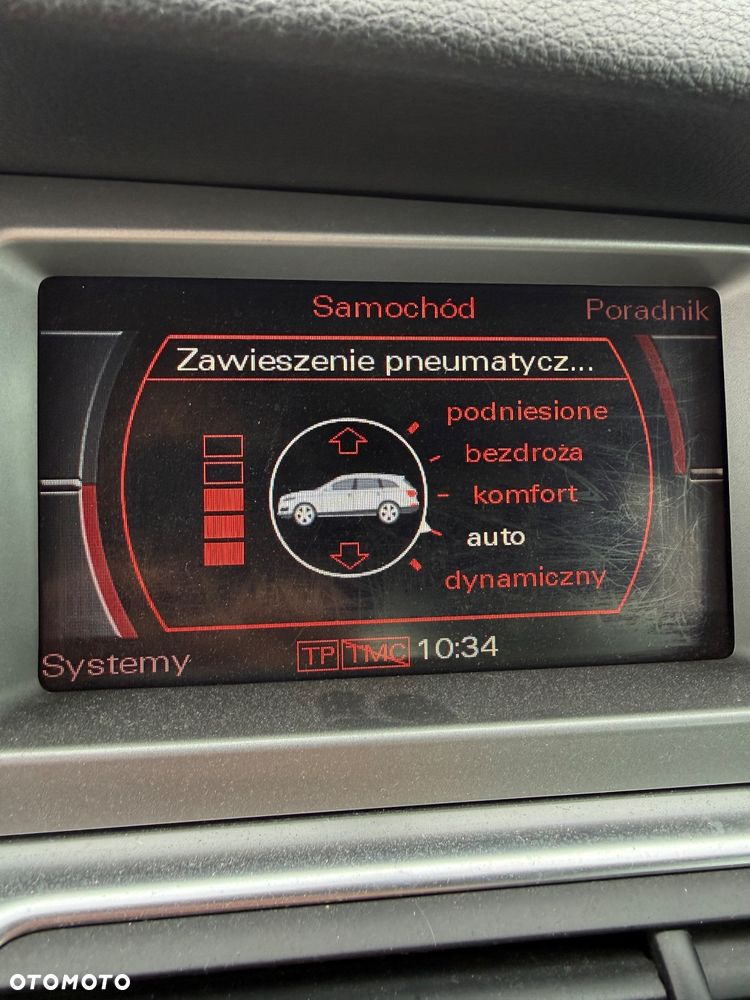 Samochód
Poradnik
Zawieszenie pneumatycz...
podniesione
bezdroża
komfort
auto
dynamiczny
Systemy
TP TMC 10:34
OTOMOTO